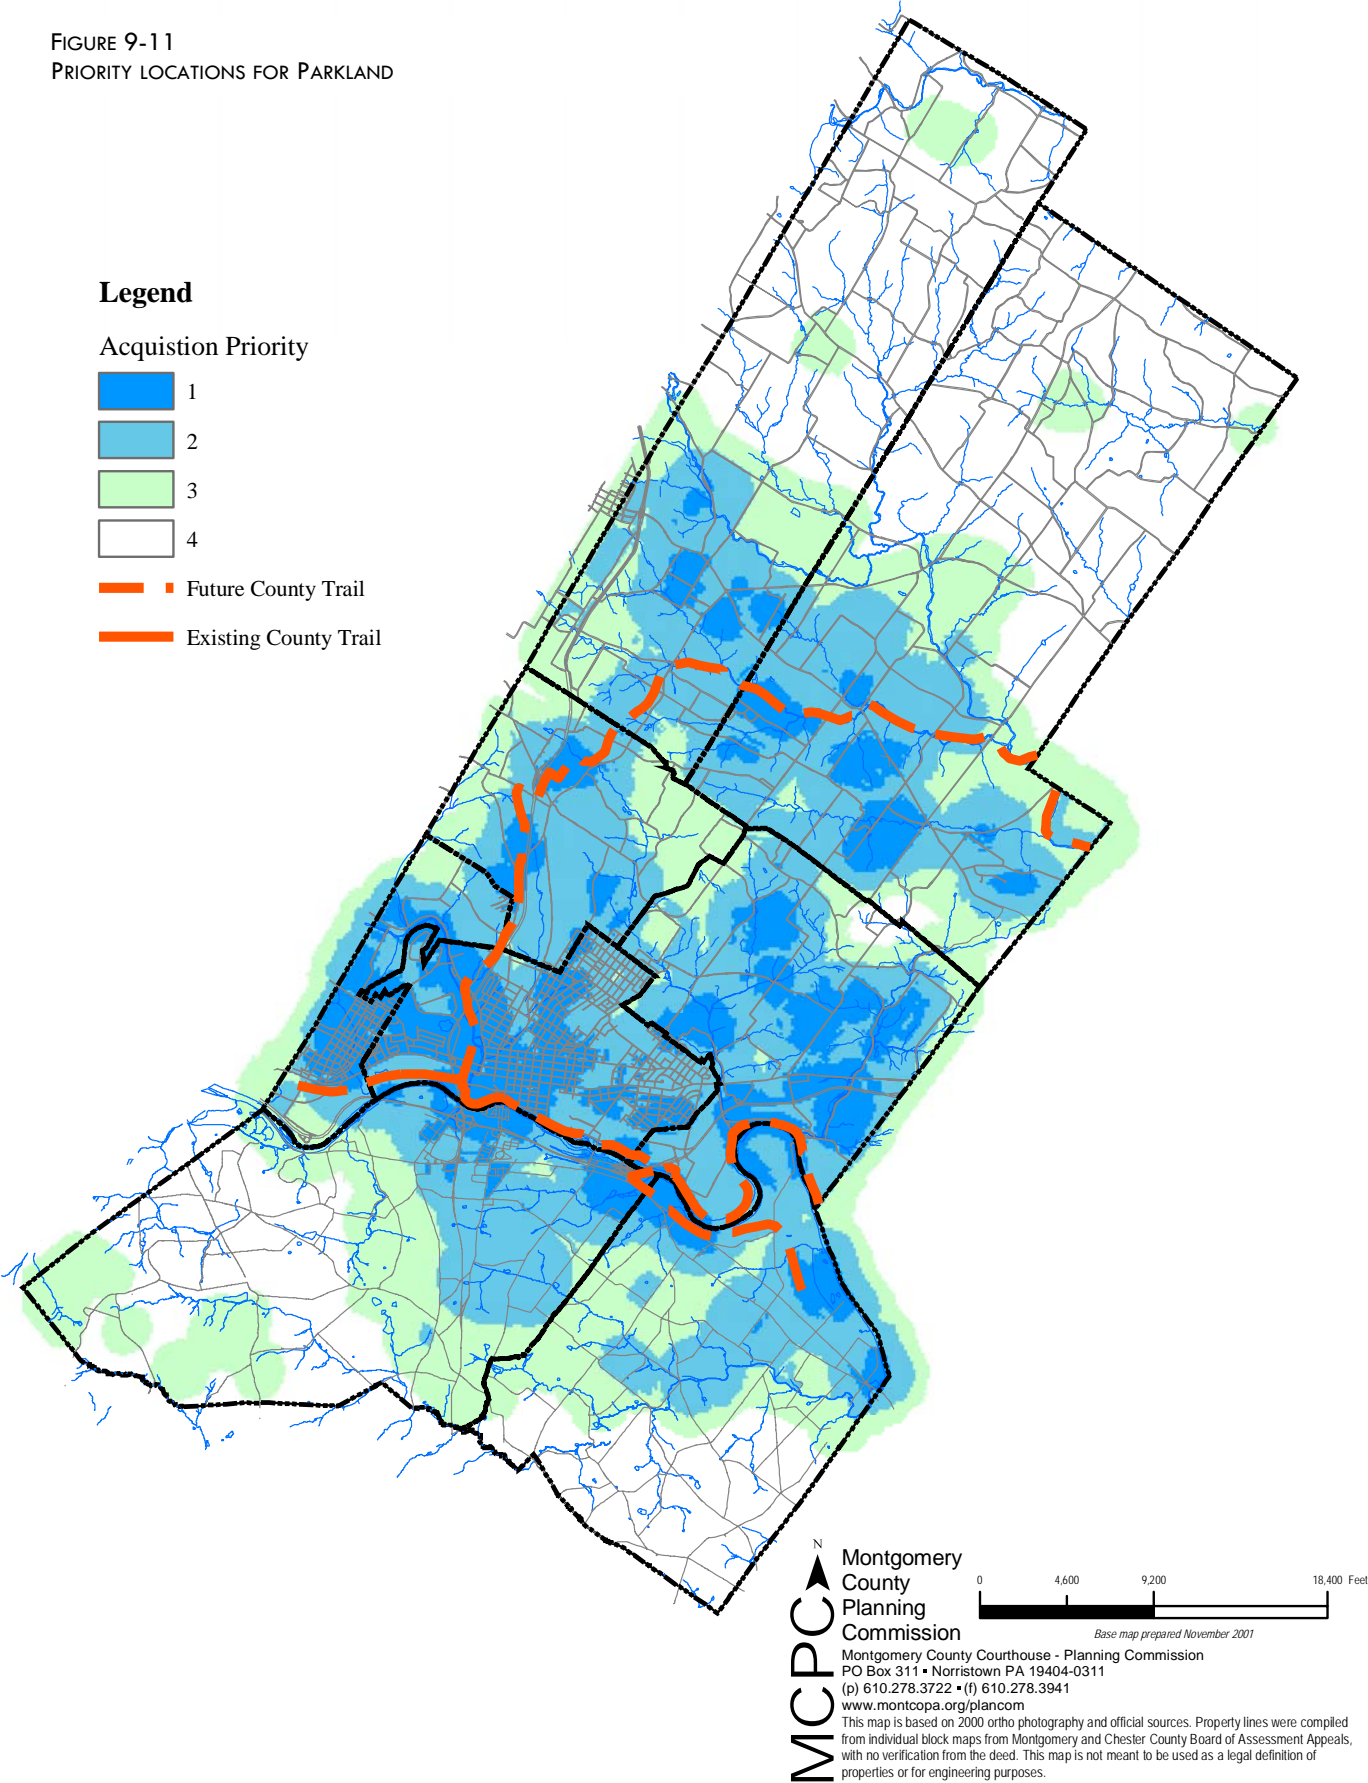 FIGURE 9-11
PRIORITY LOCATIONS FOR PARKLAND
Legend
Acquistion Priority
1
2
3
4
Future County Trail
Existing County Trail
N
MCPC
Montgomery
County
Planning
Commission
0 4,600 9,200 18,400 Feet
Base map prepared November 2001
Montgomery County Courthouse - Planning Commission
PO Box 311 ▪ Norristown PA 19404-0311
(p) 610.278.3722 ▪ (f) 610.278.3941
www.montcopa.org/plancom
This map is based on 2000 ortho photography and official sources. Property lines were compiled
from individual block maps from Montgomery and Chester County Board of Assessment Appeals,
with no verification from the deed. This map is not meant to be used as a legal definition of
properties or for engineering purposes.